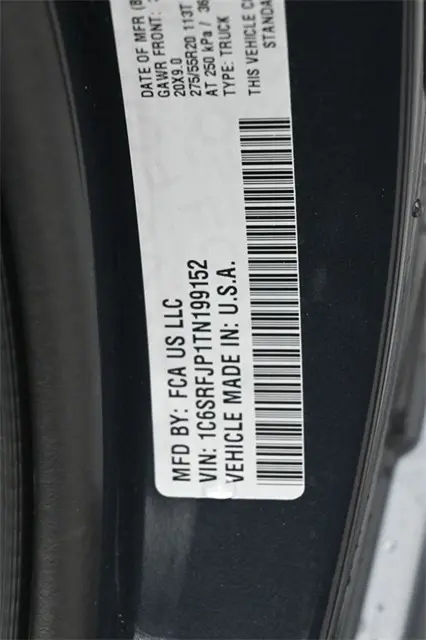 MFD BY: FCA US LLC
VIN: 1C6SRFJP1TN199152
VEHICLE MADE IN: U.S.A.
DATE OF MFR
GAWR FRONT:
20X9.0
275/55R20 113T
AT 250 kPa / 36
TYPE: TRUCK
THIS VEHICLE
STANDA